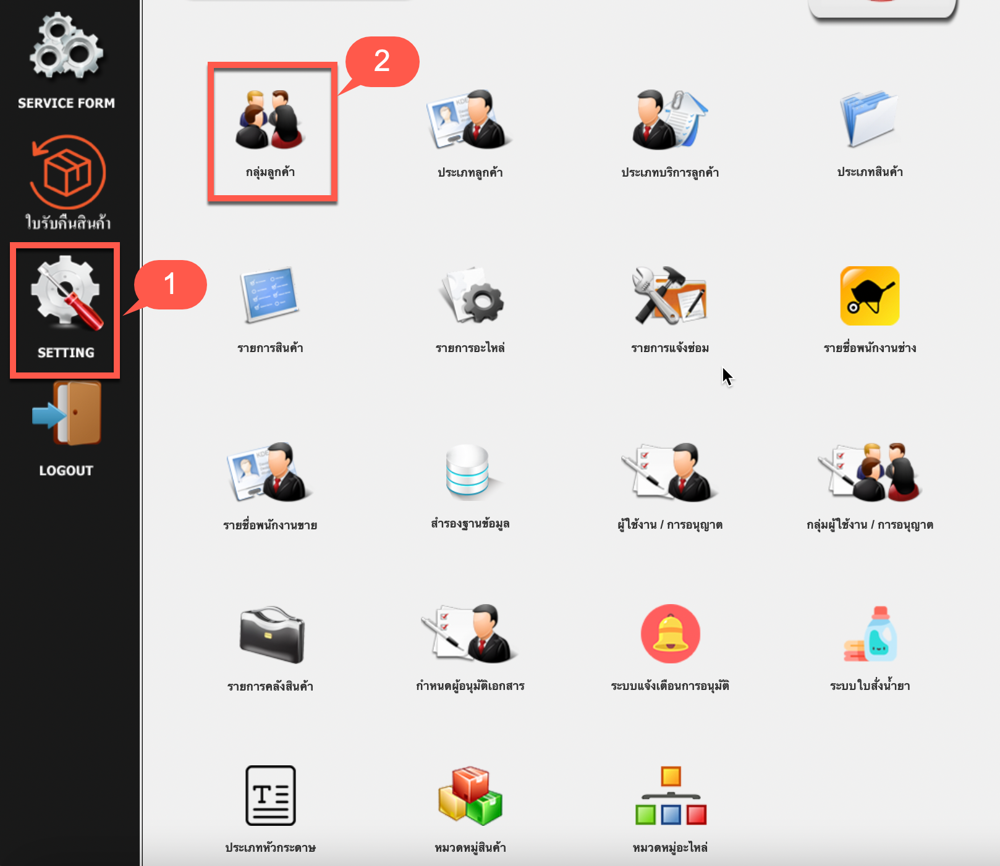 SERVICE FORM
ใบรับคืนสินค้า
1
SETTING
LOGOUT
2
กลุ่มลูกค้า
ประเภทลูกค้า
ประเภทบริการลูกค้า
ประเภทสินค้า
รายการสินค้า
รายการอะไหล่
รายการแจ้งซ่อม
รายชื่อพนักงานช่าง
รายชื่อพนักงานขาย
สำรองฐานข้อมูล
ผู้ใช้งาน / การอนุญาต
กลุ่มผู้ใช้งาน / การอนุญาต
รายการคลังสินค้า
กำหนดผู้อนุมัติเอกสาร
ระบบแจ้งเตือนการอนุมัติ
ระบบใบสั่งน้ำยา
ประเภทหัวกระดาษ
หมวดหมู่สินค้า
หมวดหมู่อะไหล่